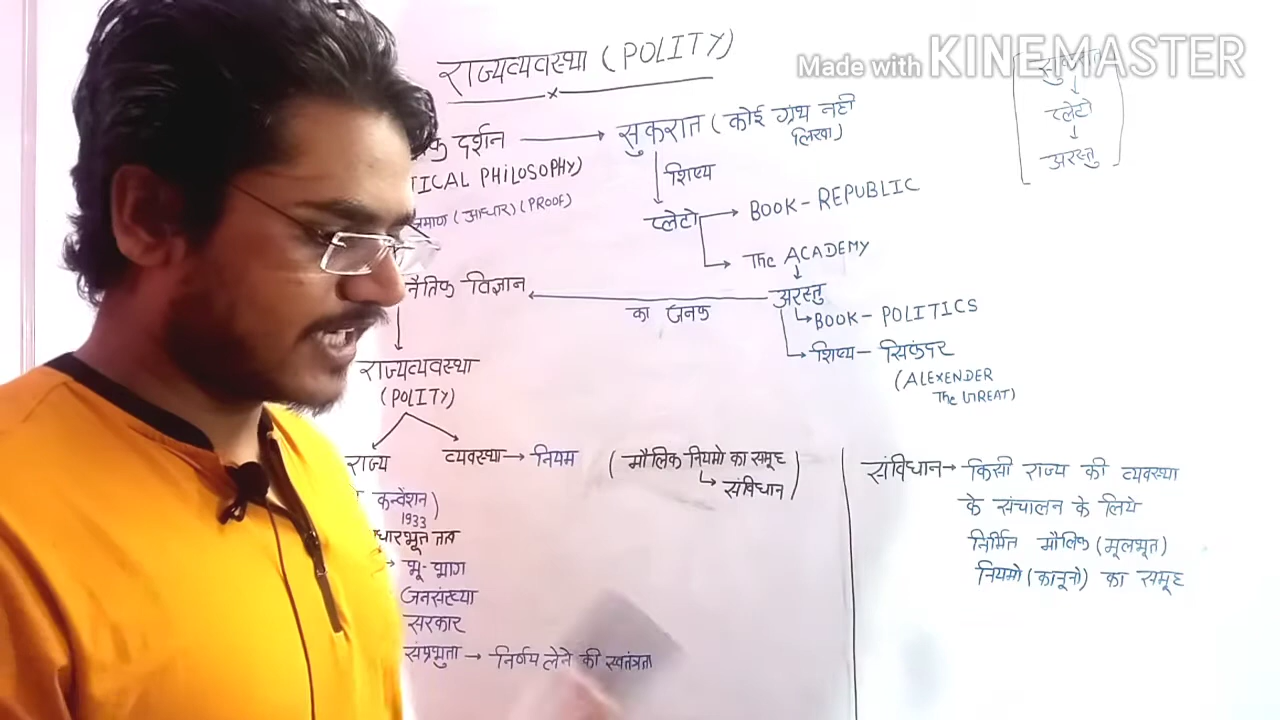 Made with KINEMASTER
राज्यव्यवस्था (POLITY)
दर्शन → सुकरात (कोई ग्रंथ नही
लिखा)
TICAL PHILOSOPHY)
प्रमाण (आधार) (PROOF)
शिष्य
प्लेटो → BOOK - REPUBLIC
→ The ACADEMY
नैतिक विज्ञान ← का जनक अरस्तु
→ BOOK - POLITICS
→ शिष्य - सिकंदर
(ALEXENDER
The GREAT)
प्लेटो
↓
अरस्तु
राज्यव्यवस्था
(POLITY)
राज्य
व्यवस्था → नियम (मौलिक नियमो का समूह
→ संविधान)
कन्वेंशन)
1933
धारभूत तत्व
→ भू-भाग
जनसंख्या
सरकार
संप्रभुता → निर्णय लेने की स्वतंत्रता
संविधान → किसी राज्य की व्यवस्था
के संचालन के लिये
निर्मित मौलिक (मूलभूत)
नियमो (कानूनो) का समूह